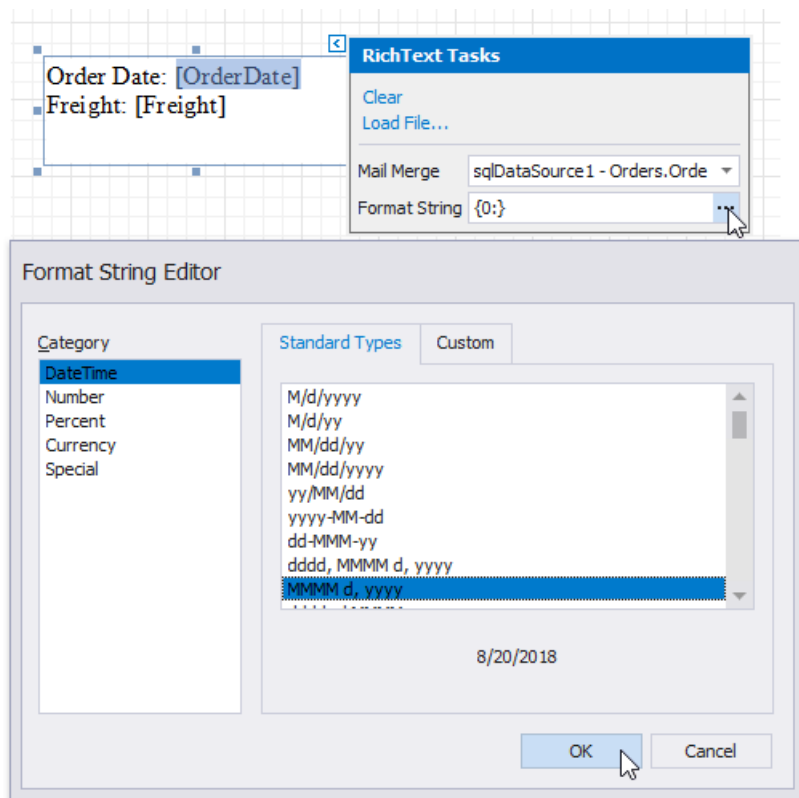 Order Date: [OrderDate]
Freight: [Freight]
RichText Tasks
Clear
Load File...
Mail Merge sqlDataSource1 - Orders.Orde
Format String {0:}
Format String Editor
Category
DateTime
Number
Percent
Currency
Special
Standard Types Custom
M/d/yyyy
M/d/yy
MM/dd/yy
MM/dd/yyyy
yy/MM/dd
yyyy-MM-dd
dd-MMM-yy
dddd, MMMM d, yyyy
MMMM d, yyyy
8/20/2018
OK Cancel